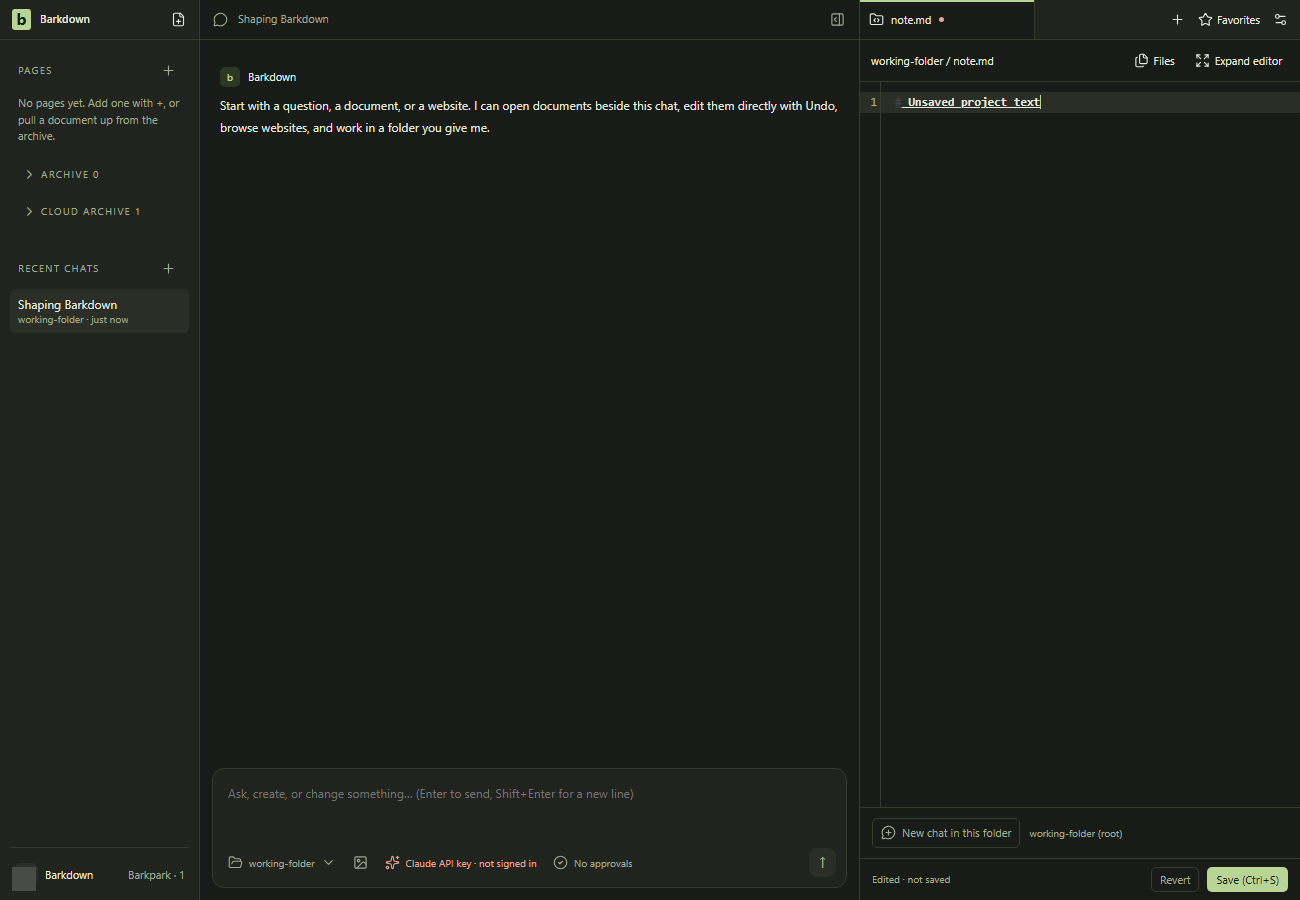 b Barkdown
PAGES
No pages yet. Add one with +, or
pull a document up from the
archive.
ARCHIVE 0
CLOUD ARCHIVE 1
RECENT CHATS
Shaping Barkdown
working-folder · just now
Barkdown Barkpark · 1
Shaping Barkdown
b Barkdown
Start with a question, a document, or a website. I can open documents beside this chat, edit them directly with Undo,
browse websites, and work in a folder you give me.
Ask, create, or change something... (Enter to send, Shift+Enter for a new line)
working-folder Claude API key · not signed in No approvals
note.md Favorites
working-folder / note.md Files Expand editor
1 # Unsaved project text
New chat in this folder working-folder (root)
Edited · not saved Revert Save (Ctrl+S)